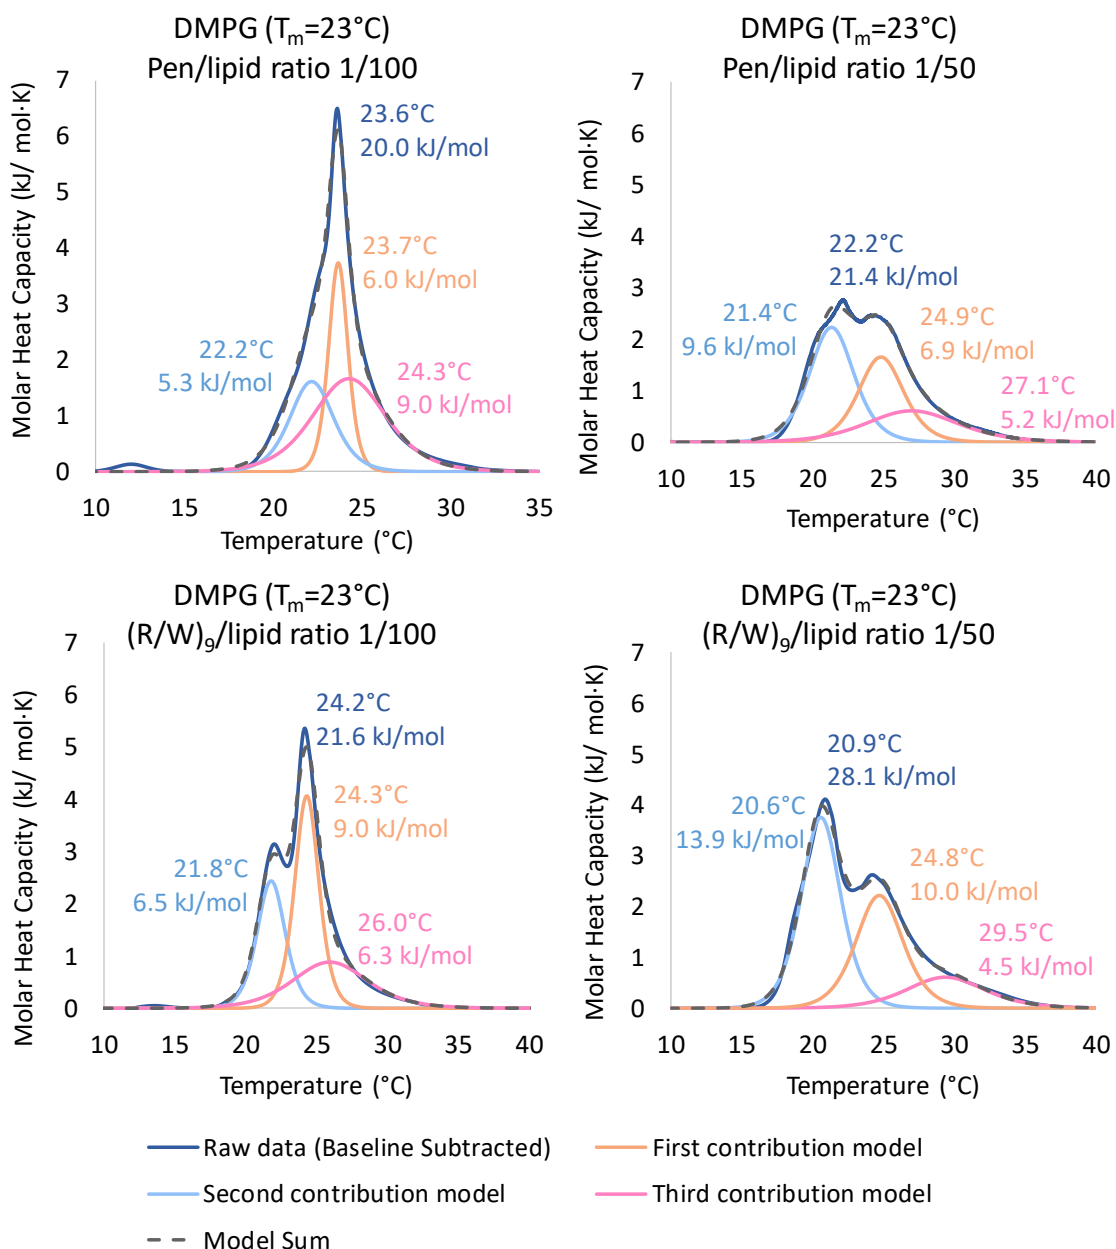 DMPG (Tm=23°C)
Pen/lipid ratio 1/100
Molar Heat Capacity (kJ/ mol·K)
7
6
5
4
3
2
1
0
23.6°C
20.0 kJ/mol
23.7°C
6.0 kJ/mol
22.2°C
5.3 kJ/mol
24.3°C
9.0 kJ/mol
10 15 20 25 30 35
Temperature (°C)
DMPG (Tm=23°C)
Pen/lipid ratio 1/50
Molar Heat Capacity (kJ/ mol·K)
7
6
5
4
3
2
1
0
22.2°C
21.4 kJ/mol
21.4°C
9.6 kJ/mol
24.9°C
6.9 kJ/mol
27.1°C
5.2 kJ/mol
10 15 20 25 30 35 40
Temperature (°C)
DMPG (Tm=23°C)
(R/W)9/lipid ratio 1/100
Molar Heat Capacity (kJ/ mol·K)
7
6
5
4
3
2
1
0
24.2°C
21.6 kJ/mol
24.3°C
9.0 kJ/mol
21.8°C
6.5 kJ/mol
26.0°C
6.3 kJ/mol
10 15 20 25 30 35 40
Temperature (°C)
DMPG (Tm=23°C)
(R/W)9/lipid ratio 1/50
Molar Heat Capacity (kJ/ mol·K)
7
6
5
4
3
2
1
0
20.9°C
28.1 kJ/mol
20.6°C
13.9 kJ/mol
24.8°C
10.0 kJ/mol
29.5°C
4.5 kJ/mol
10 15 20 25 30 35 40
Temperature (°C)
Raw data (Baseline Subtracted)
First contribution model
Second contribution model
Third contribution model
Model Sum